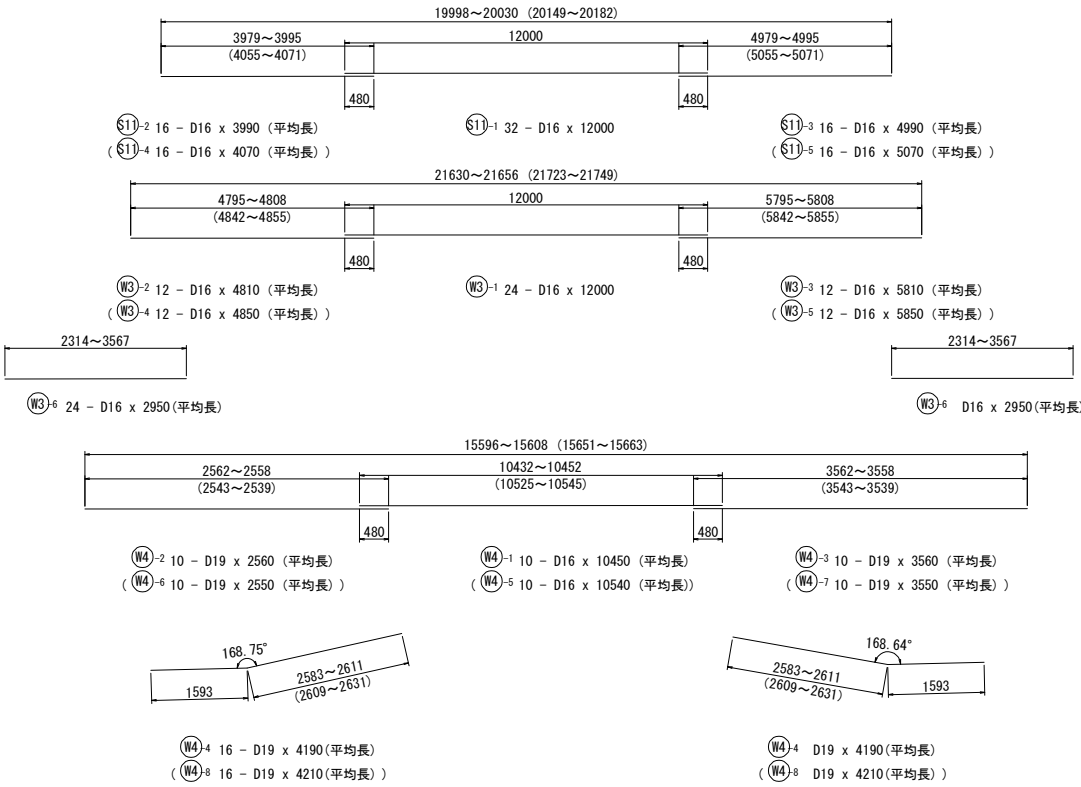 19998～20030 (20149～20182)
3979～3995 12000 4979～4995
(4055～4071) (5055～5071)
480 480
S11-2 16 - D16 x 3990 (平均長) S11-1 32 - D16 x 12000 S11-3 16 - D16 x 4990 (平均長)
( S11-4 16 - D16 x 4070 (平均長) ) ( S11-5 16 - D16 x 5070 (平均長) )
21630～21656 (21723～21749)
4795～4808 12000 5795～5808
(4842～4855) (5842～5855)
480 480
W3-2 12 - D16 x 4810 (平均長) W3-1 24 - D16 x 12000 W3-3 12 - D16 x 5810 (平均長)
( W3-4 12 - D16 x 4850 (平均長) ) ( W3-5 12 - D16 x 5850 (平均長) )
2314～3567 2314～3567
W3-6 24 - D16 x 2950(平均長) W3-6 D16 x 2950(平均長)
15596～15608 (15651～15663)
2562～2558 10432～10452 3562～3558
(2543～2539) (10525～10545) (3543～3539)
480 480
W4-2 10 - D19 x 2560 (平均長) W4-1 10 - D16 x 10450 (平均長) W4-3 10 - D19 x 3560 (平均長)
( W4-6 10 - D19 x 2550 (平均長) ) ( W4-5 10 - D16 x 10540 (平均長)) ( W4-7 10 - D19 x 3550 (平均長) )
168.75° 168.64°
1593 2583～2611 2583～2611 1593
(2609～2631) (2609～2631)
W4-4 16 - D19 x 4190(平均長) W4-4 D19 x 4190(平均長)
( W4-8 16 - D19 x 4210(平均長) ) ( W4-8 D19 x 4210(平均長) )